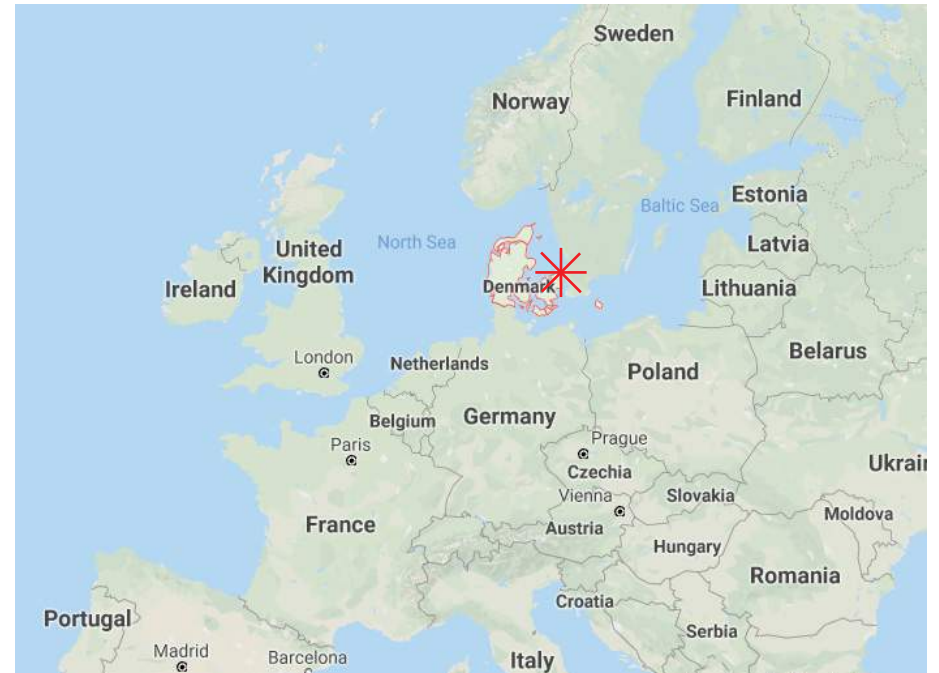 Sweden
Norway
Finland
Baltic Sea
Estonia
North Sea
United
Kingdom
Latvia
Ireland
Denmark
Lithuania
London
Netherlands
Poland
Belarus
Belgium
Germany
Paris
Prague
Czechia
Ukrain
Vienna
Slovakia
Moldova
France
Austria
Hungary
Romania
Croatia
Portugal
Serbia
Madrid
Barcelona
Italy